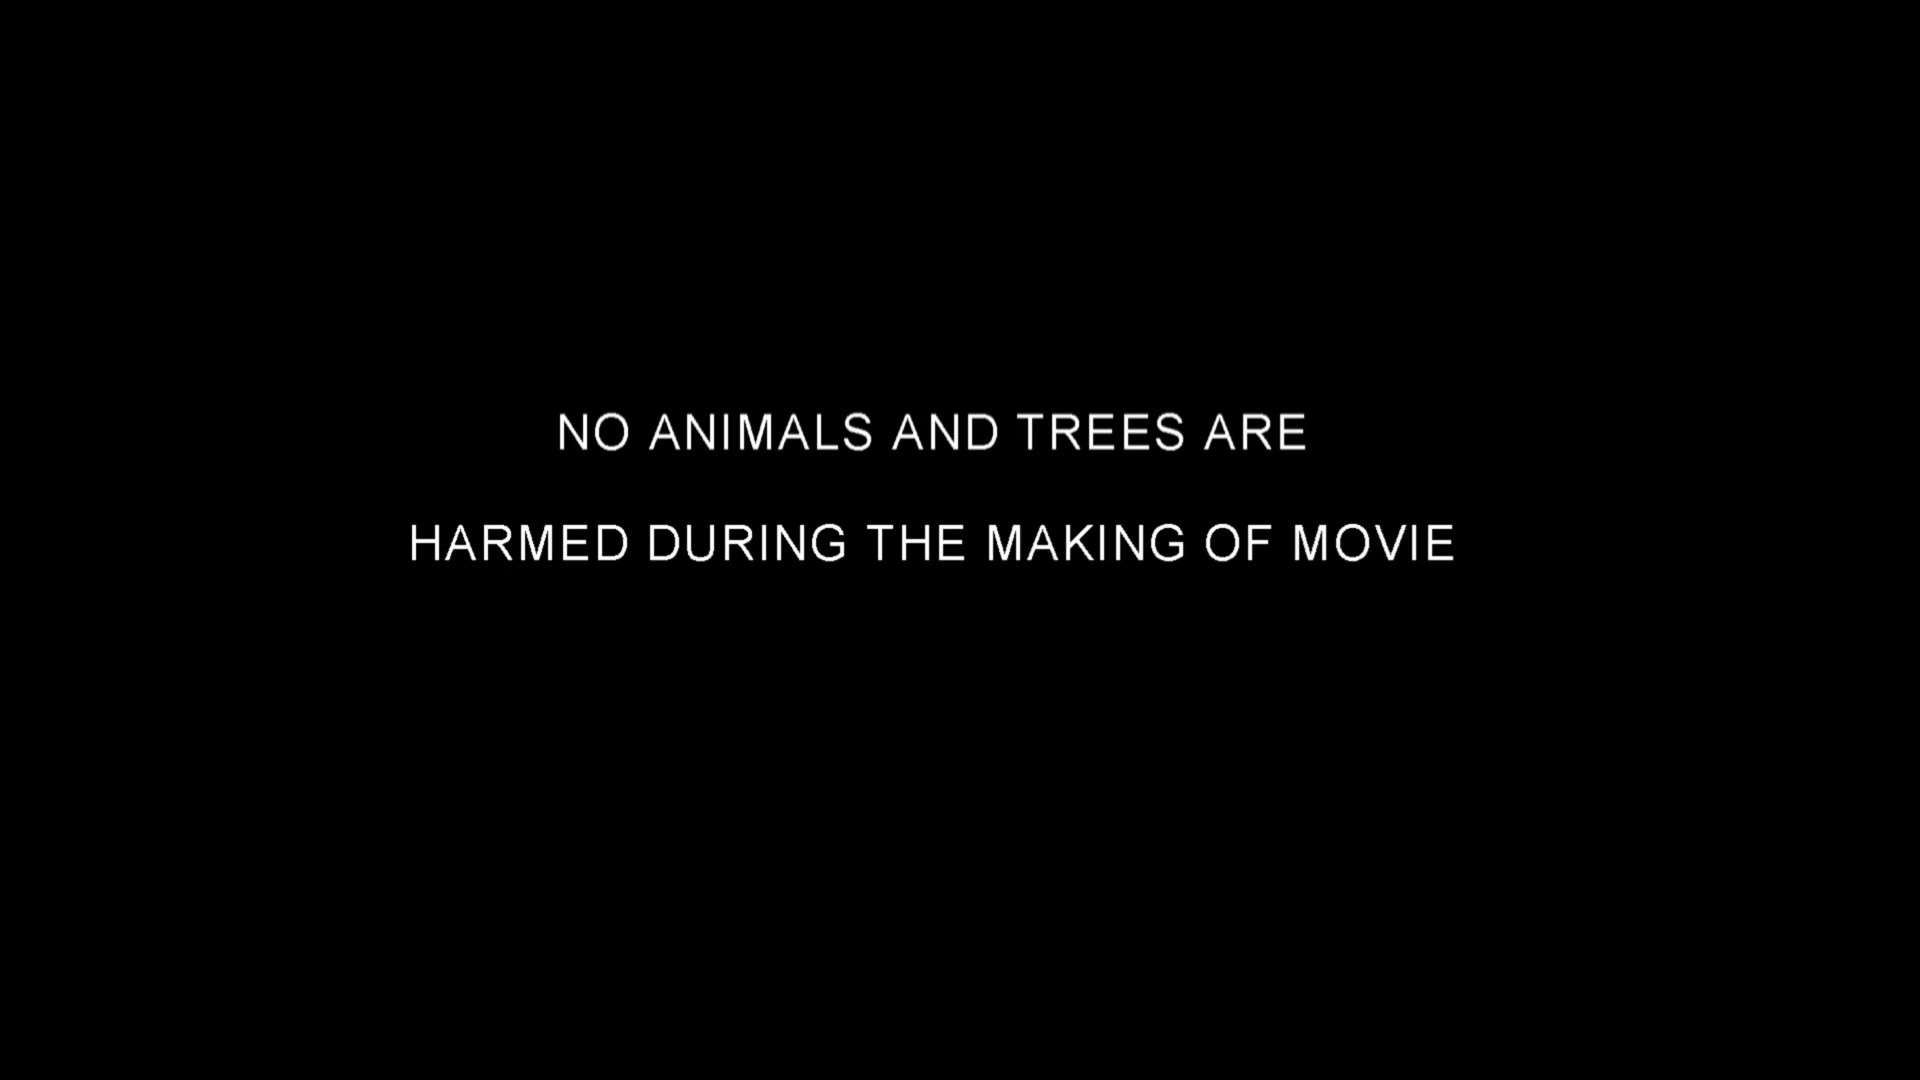 NO ANIMALS AND TREES ARE
HARMED DURING THE MAKING OF MOVIE